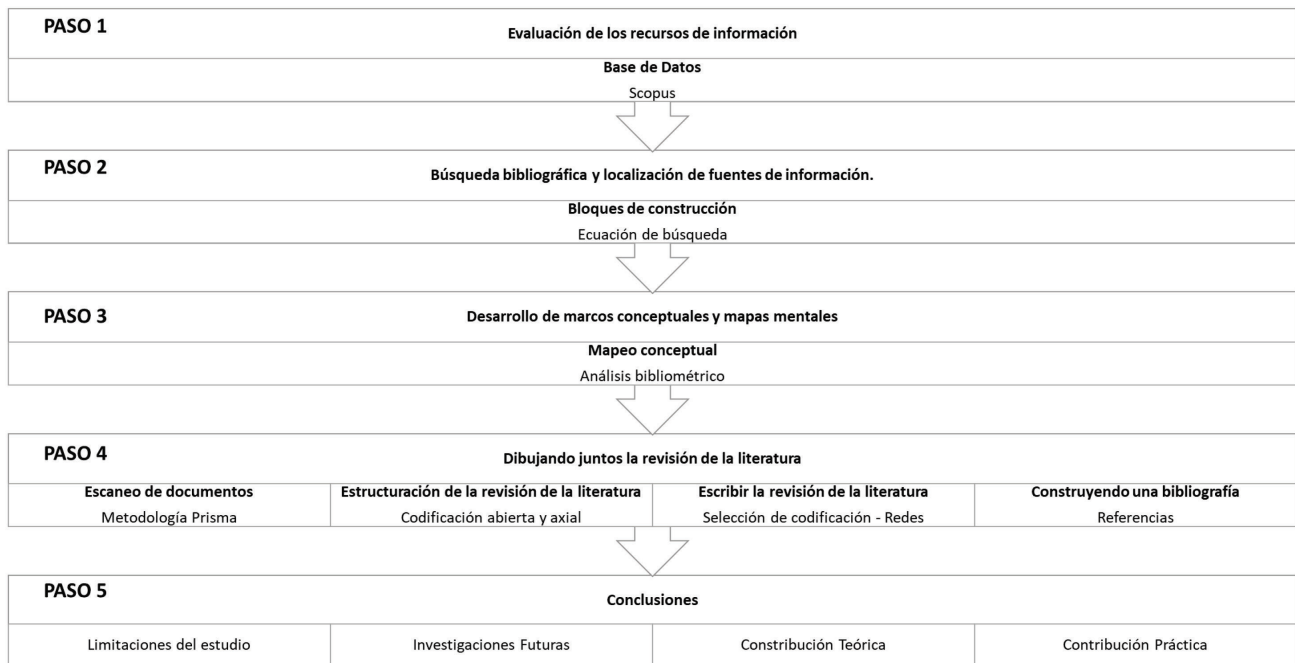 PASO 1
Evaluación de los recursos de información
Base de Datos
Scopus
PASO 2
Búsqueda bibliográfica y localización de fuentes de información.
Bloques de construcción
Ecuación de búsqueda
PASO 3
Desarrollo de marcos conceptuales y mapas mentales
Mapeo conceptual
Análisis bibliométrico
PASO 4
Dibujando juntos la revisión de la literatura
Escaneo de documentos
Metodología Prisma
Estructuración de la revisión de la literatura
Codificación abierta y axial
Escribir la revisión de la literatura
Selección de codificación - Redes
Construyendo una bibliografía
Referencias
PASO 5
Conclusiones
Limitaciones del estudio
Investigaciones Futuras
Constribución Teórica
Contribución Práctica